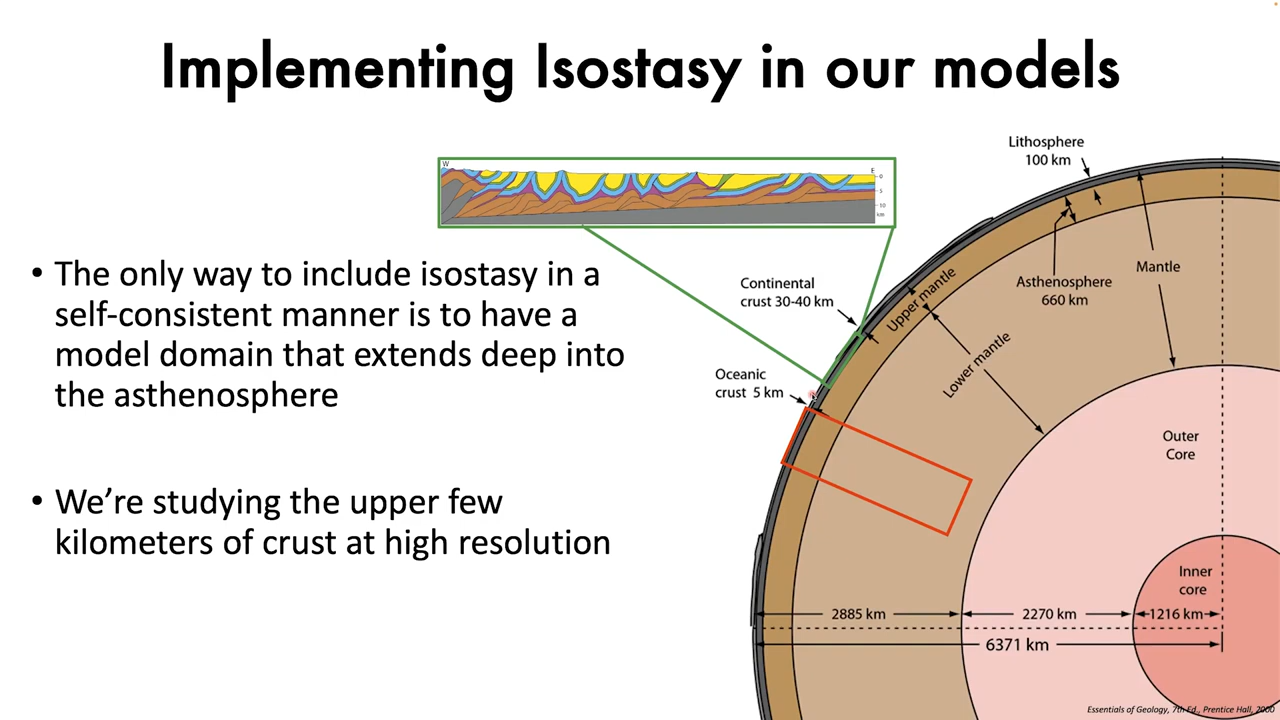 Implementing Isostasy in our models
W
E
0
5
10
km
• The only way to include isostasy in a
self-consistent manner is to have a
model domain that extends deep into
the asthenosphere
• We’re studying the upper few
kilometers of crust at high resolution
Lithosphere
100 km
Continental
crust 30-40 km
Oceanic
crust 5 km
Upper mantle
Lower mantle
Asthenosphere
660 km
Mantle
Outer
Core
Inner
core
2885 km
2270 km
1216 km
6371 km
Essentials of Geology, 7th Ed., Prentice Hall, 2000